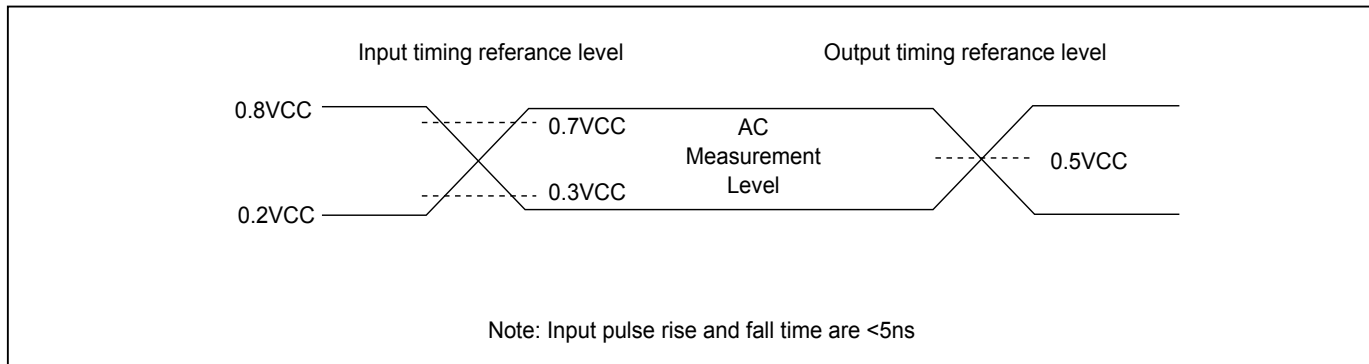 Input timing referance level
Output timing referance level
0.8VCC
0.7VCC
AC
Measurement
Level
0.5VCC
0.3VCC
0.2VCC
Note: Input pulse rise and fall time are <5ns